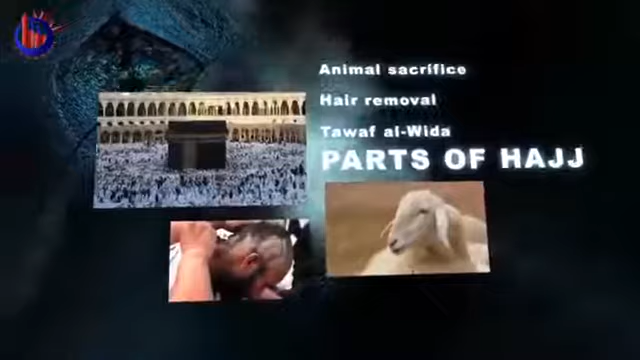 Animal sacrifice
Hair removal
Tawaf al-Wida
PARTS OF HAJJ